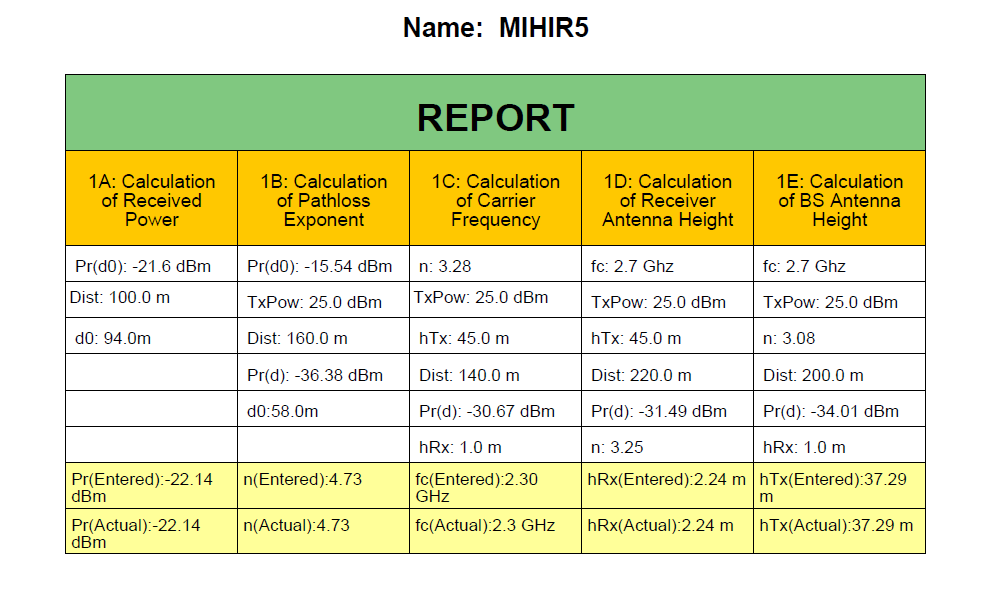 Name:  MIHIR5
REPORT
1A: Calculation
of Received
Power
1B: Calculation
of Pathloss
Exponent
1C: Calculation
of Carrier
Frequency
1D: Calculation
of Receiver
Antenna Height
1E: Calculation
of BS Antenna
Height
Pr(d0): -21.6 dBm
Pr(d0): -15.54 dBm
n: 3.28
fc: 2.7 Ghz
fc: 2.7 Ghz
Dist: 100.0 m
TxPow: 25.0 dBm
TxPow: 25.0 dBm
TxPow: 25.0 dBm
TxPow: 25.0 dBm
d0: 94.0m
Dist: 160.0 m
hTx: 45.0 m
hTx: 45.0 m
n: 3.08
Pr(d): -36.38 dBm
Dist: 140.0 m
Dist: 220.0 m
Dist: 200.0 m
d0:58.0m
Pr(d): -30.67 dBm
Pr(d): -31.49 dBm
Pr(d): -34.01 dBm
hRx: 1.0 m
n: 3.25
hRx: 1.0 m
Pr(Entered):-22.14
dBm
n(Entered):4.73
fc(Entered):2.30
GHz
hRx(Entered):2.24 m
hTx(Entered):37.29
m
Pr(Actual):-22.14
dBm
n(Actual):4.73
fc(Actual):2.3 GHz
hRx(Actual):2.24 m
hTx(Actual):37.29 m